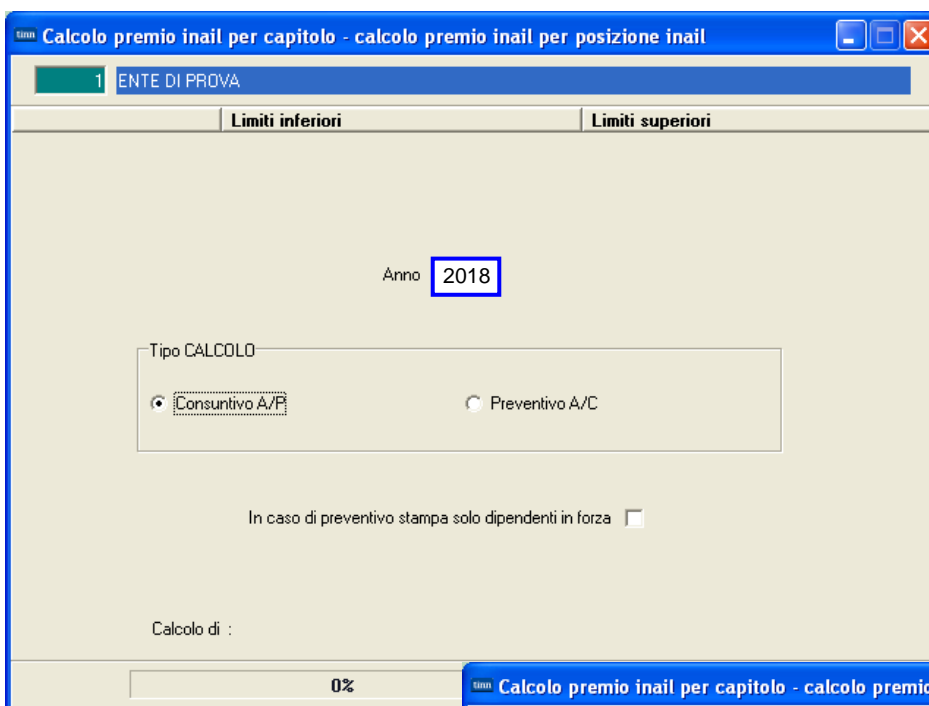 tinn Calcolo premio inail per capitolo - calcolo premio inail per posizione inail
1 ENTE DI PROVA
Limiti inferiori Limiti superiori
Anno 2018
Tipo CALCOLO
Consuntivo A/P Preventivo A/C
In caso di preventivo stampa solo dipendenti in forza
Calcolo di :
0%
tinn Calcolo premio inail per capitolo - calcolo premio